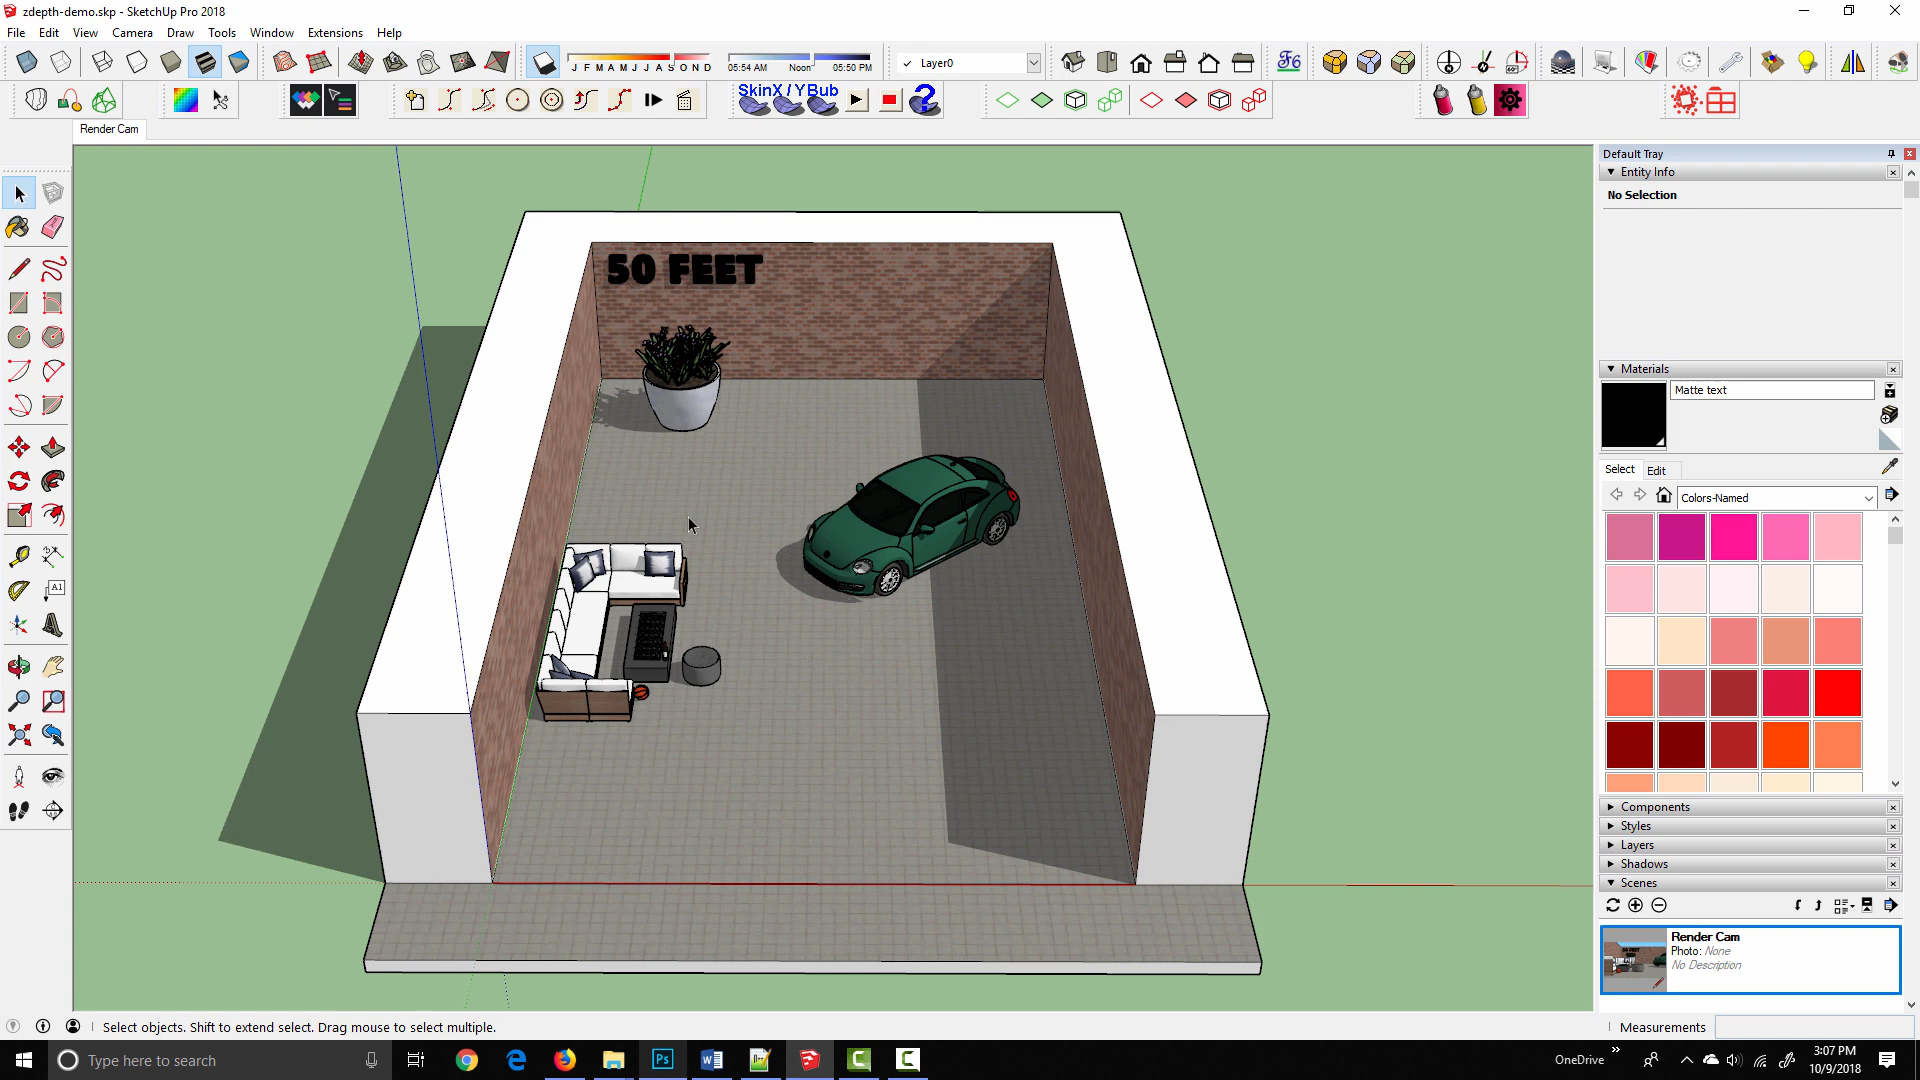 zdepth-demo.skp - SketchUp Pro 2018
File Edit View Camera Draw Tools Window Extensions Help
J F M A M J J A S O N D
05:54 AM Noon 05:50 PM
Layer0
F6
SkinX / YBub
?
Render Cam
Default Tray
Entity Info
No Selection
50 FEET
Materials
Matte text
Select Edit
Colors-Named
A1
Components
Styles
Layers
Shadows
Scenes
Render Cam
Photo: None
No Description
Select objects. Shift to extend select. Drag mouse to select multiple.
Measurements
Type here to search
Ps
OneDrive
3:07 PM
10/9/2018